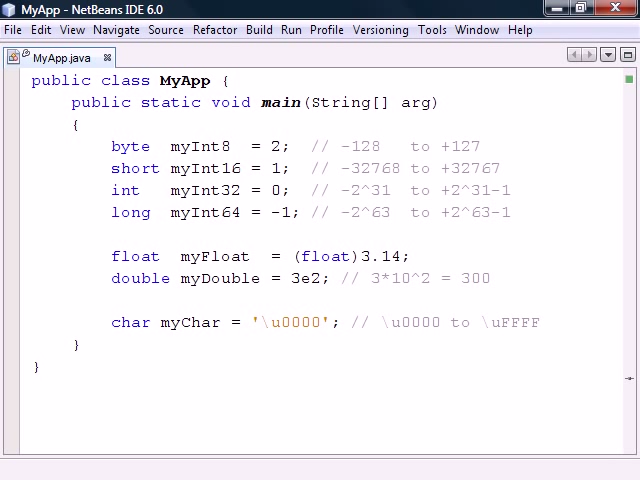 MyApp - NetBeans IDE 6.0
File Edit View Navigate Source Refactor Build Run Profile Versioning Tools Window Help
MyApp.java
public class MyApp {
public static void main(String[] arg)
{
byte myInt8 = 2; // -128 to +127
short myInt16 = 1; // -32768 to +32767
int myInt32 = 0; // -2^31 to +2^31-1
long myInt64 = -1; // -2^63 to +2^63-1
float myFloat = (float)3.14;
double myDouble = 3e2; // 3*10^2 = 300
char myChar = '\u0000'; // \u0000 to \uFFFF
}
}